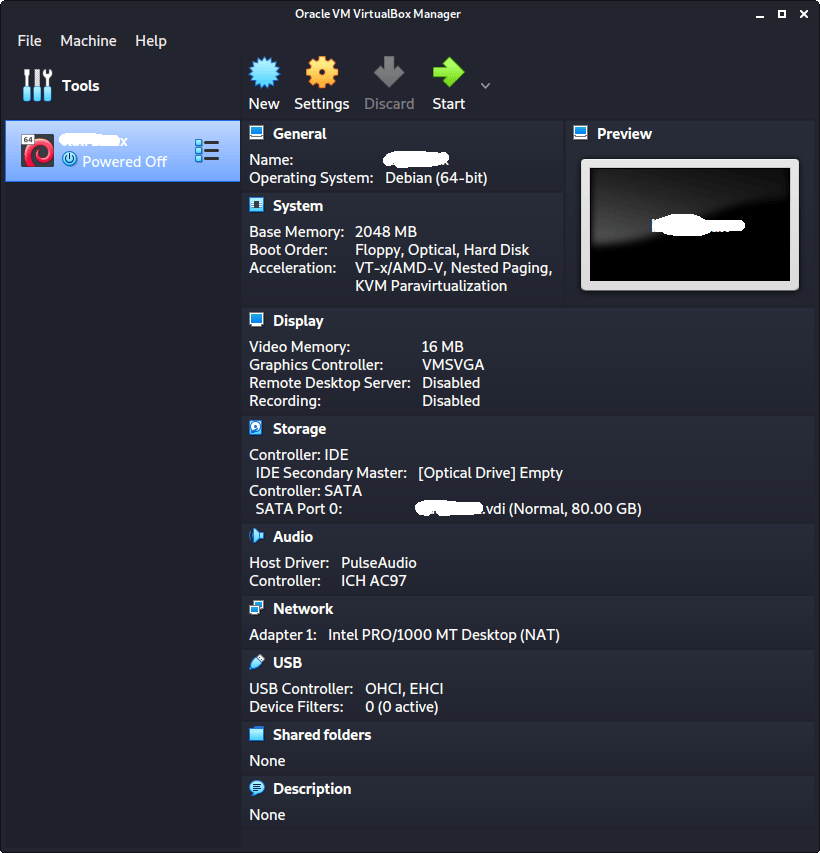 Oracle VM VirtualBox Manager
File Machine Help
Tools
New Settings Discard Start
64
Powered Off
General
Name:
Operating System: Debian (64-bit)
Preview
System
Base Memory: 2048 MB
Boot Order: Floppy, Optical, Hard Disk
Acceleration: VT-x/AMD-V, Nested Paging,
KVM Paravirtualization
Display
Video Memory: 16 MB
Graphics Controller: VMSVGA
Remote Desktop Server: Disabled
Recording: Disabled
Storage
Controller: IDE
IDE Secondary Master: [Optical Drive] Empty
Controller: SATA
SATA Port 0: .vdi (Normal, 80.00 GB)
Audio
Host Driver: PulseAudio
Controller: ICH AC97
Network
Adapter 1: Intel PRO/1000 MT Desktop (NAT)
USB
USB Controller: OHCI, EHCI
Device Filters: 0 (0 active)
Shared folders
None
Description
None